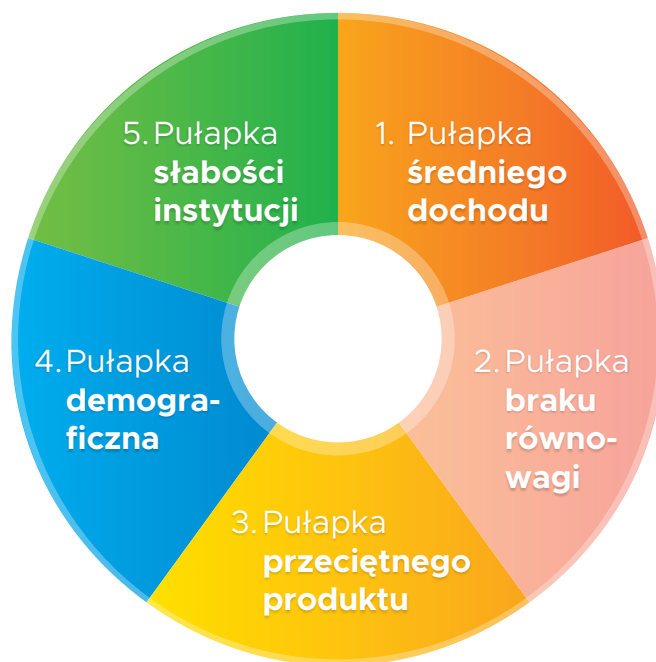 1. Pułapka
średniego
dochodu
2. Pułapka
braku
równo-
wagi
3. Pułapka
przeciętnego
produktu
4. Pułapka
demogra-
ficzna
5. Pułapka
słabości
instytucji